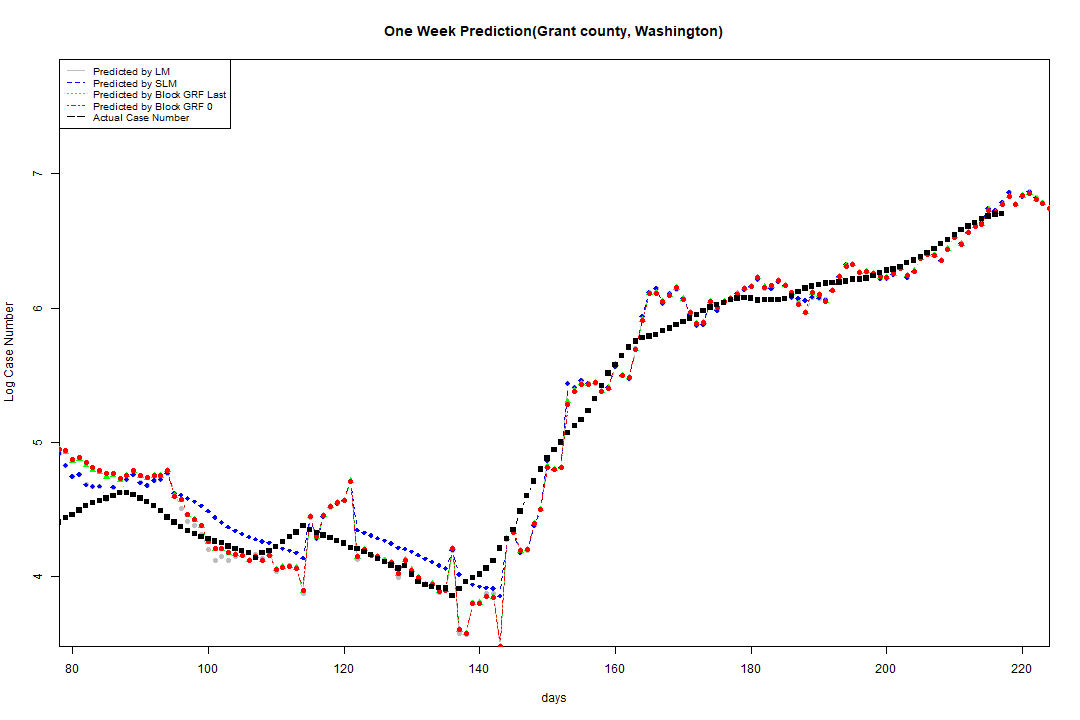 One Week Prediction(Grant county, Washington)
Predicted by LM
Predicted by SLM
Predicted by Block GRF Last
Predicted by Block GRF 0
Actual Case Number
Log Case Number
7
6
5
4
80 100 120 140 160 180 200 220
days